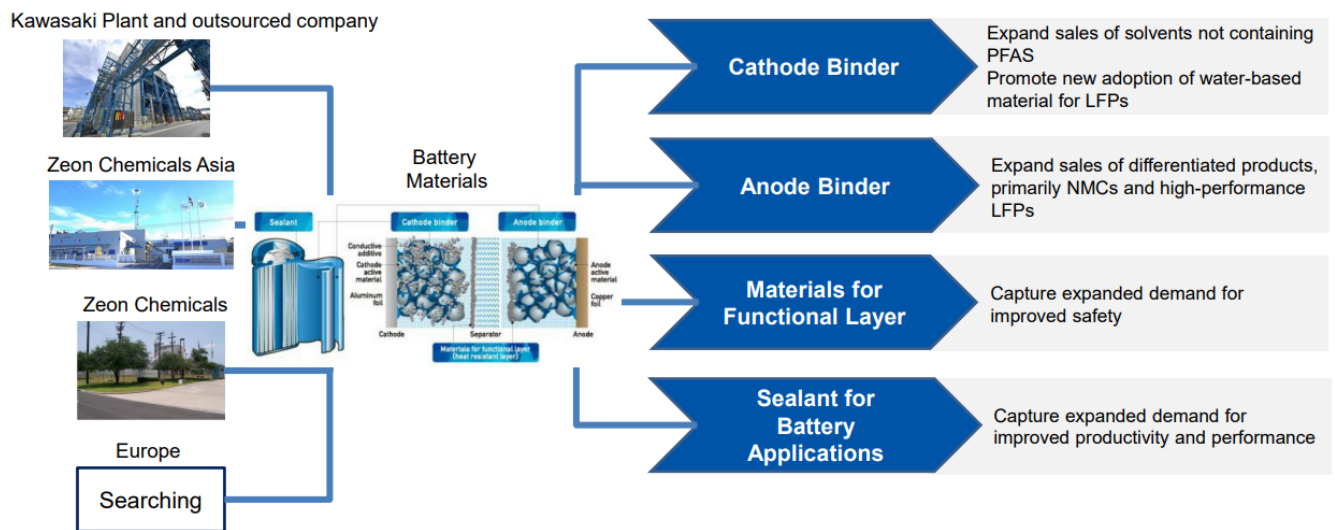 Kawasaki Plant and outsourced company
Zeon Chemicals Asia
Zeon Chemicals
Europe
Searching
Battery
Materials
Sealant
Cathode binder
Anode binder
Conductive
additive
Cathode
active
material
Aluminum
foil
Anode
active
material
Copper
foil
Cathode
Separator
Anode
Materials for functional layer
(heat resistant layer)
Cathode Binder
Expand sales of solvents not containing
PFAS
Promote new adoption of water-based
material for LFPs
Anode Binder
Expand sales of differentiated products,
primarily NMCs and high-performance
LFPs
Materials for
Functional Layer
Capture expanded demand for
improved safety
Sealant for
Battery
Applications
Capture expanded demand for
improved productivity and performance